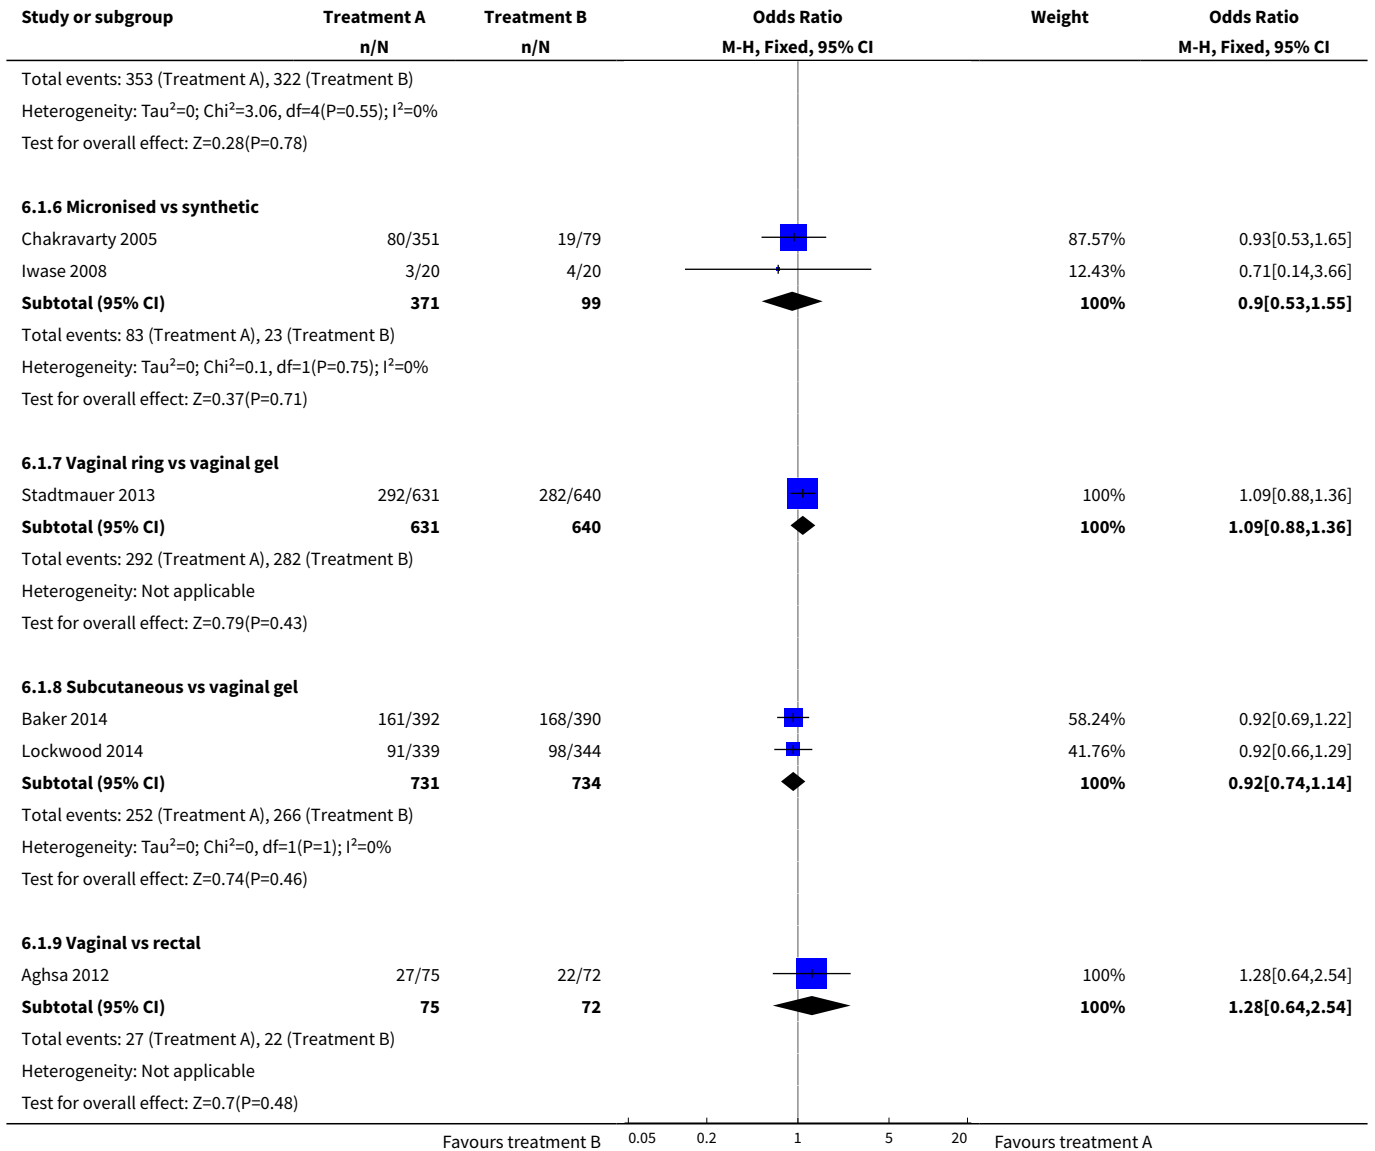 Study or subgroup Treatment A Treatment B Odds Ratio Weight Odds Ratio
n/N n/N M-H, Fixed, 95% CI M-H, Fixed, 95% CI
Total events: 353 (Treatment A), 322 (Treatment B)
Heterogeneity: Tau²=0; Chi²=3.06, df=4(P=0.55); I²=0%
Test for overall effect: Z=0.28(P=0.78)
6.1.6 Micronised vs synthetic
Chakravarty 2005 80/351 19/79 87.57% 0.93[0.53,1.65]
Iwase 2008 3/20 4/20 12.43% 0.71[0.14,3.66]
Subtotal (95% CI) 371 99 100% 0.9[0.53,1.55]
Total events: 83 (Treatment A), 23 (Treatment B)
Heterogeneity: Tau²=0; Chi²=0.1, df=1(P=0.75); I²=0%
Test for overall effect: Z=0.37(P=0.71)
6.1.7 Vaginal ring vs vaginal gel
Stadtmauer 2013 292/631 282/640 100% 1.09[0.88,1.36]
Subtotal (95% CI) 631 640 100% 1.09[0.88,1.36]
Total events: 292 (Treatment A), 282 (Treatment B)
Heterogeneity: Not applicable
Test for overall effect: Z=0.79(P=0.43)
6.1.8 Subcutaneous vs vaginal gel
Baker 2014 161/392 168/390 58.24% 0.92[0.69,1.22]
Lockwood 2014 91/339 98/344 41.76% 0.92[0.66,1.29]
Subtotal (95% CI) 731 734 100% 0.92[0.74,1.14]
Total events: 252 (Treatment A), 266 (Treatment B)
Heterogeneity: Tau²=0; Chi²=0, df=1(P=1); I²=0%
Test for overall effect: Z=0.74(P=0.46)
6.1.9 Vaginal vs rectal
Aghsa 2012 27/75 22/72 100% 1.28[0.64,2.54]
Subtotal (95% CI) 75 72 100% 1.28[0.64,2.54]
Total events: 27 (Treatment A), 22 (Treatment B)
Heterogeneity: Not applicable
Test for overall effect: Z=0.7(P=0.48)
Favours treatment B 0.05 0.2 1 5 20 Favours treatment A